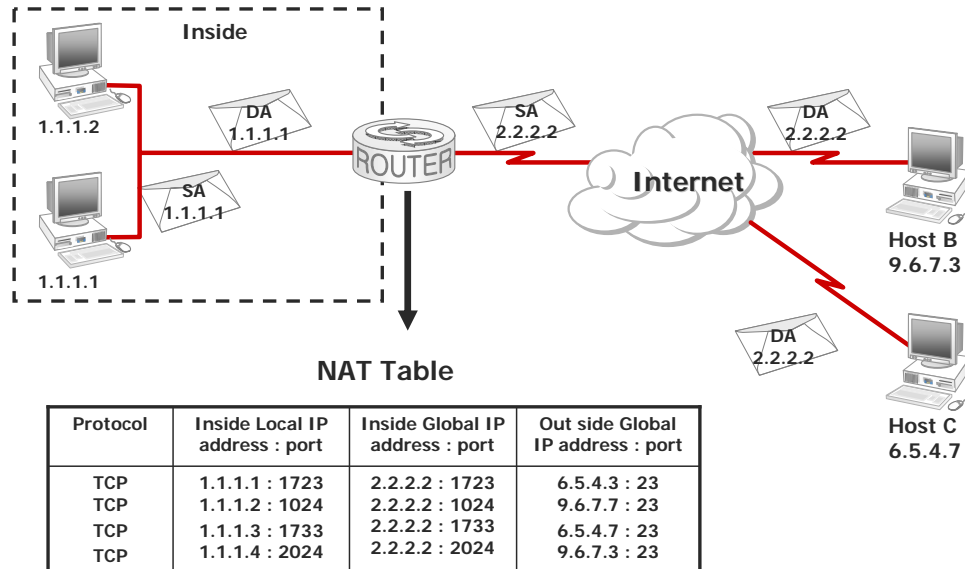 Inside
1.1.1.2
DA
1.1.1.1
SA
1.1.1.1
1.1.1.1
ROUTER
SA
2.2.2.2
Internet
DA
2.2.2.2
Host B
9.6.7.3
DA
2.2.2.2
Host C
6.5.4.7
NAT Table
Protocol Inside Local IP address : port Inside Global IP address : port Out side Global IP address : port
TCP 1.1.1.1 : 1723 2.2.2.2 : 1723 6.5.4.3 : 23
TCP 1.1.1.2 : 1024 2.2.2.2 : 1024 9.6.7.7 : 23
TCP 1.1.1.3 : 1733 2.2.2.2 : 1733 6.5.4.7 : 23
TCP 1.1.1.4 : 2024 2.2.2.2 : 2024 9.6.7.3 : 23